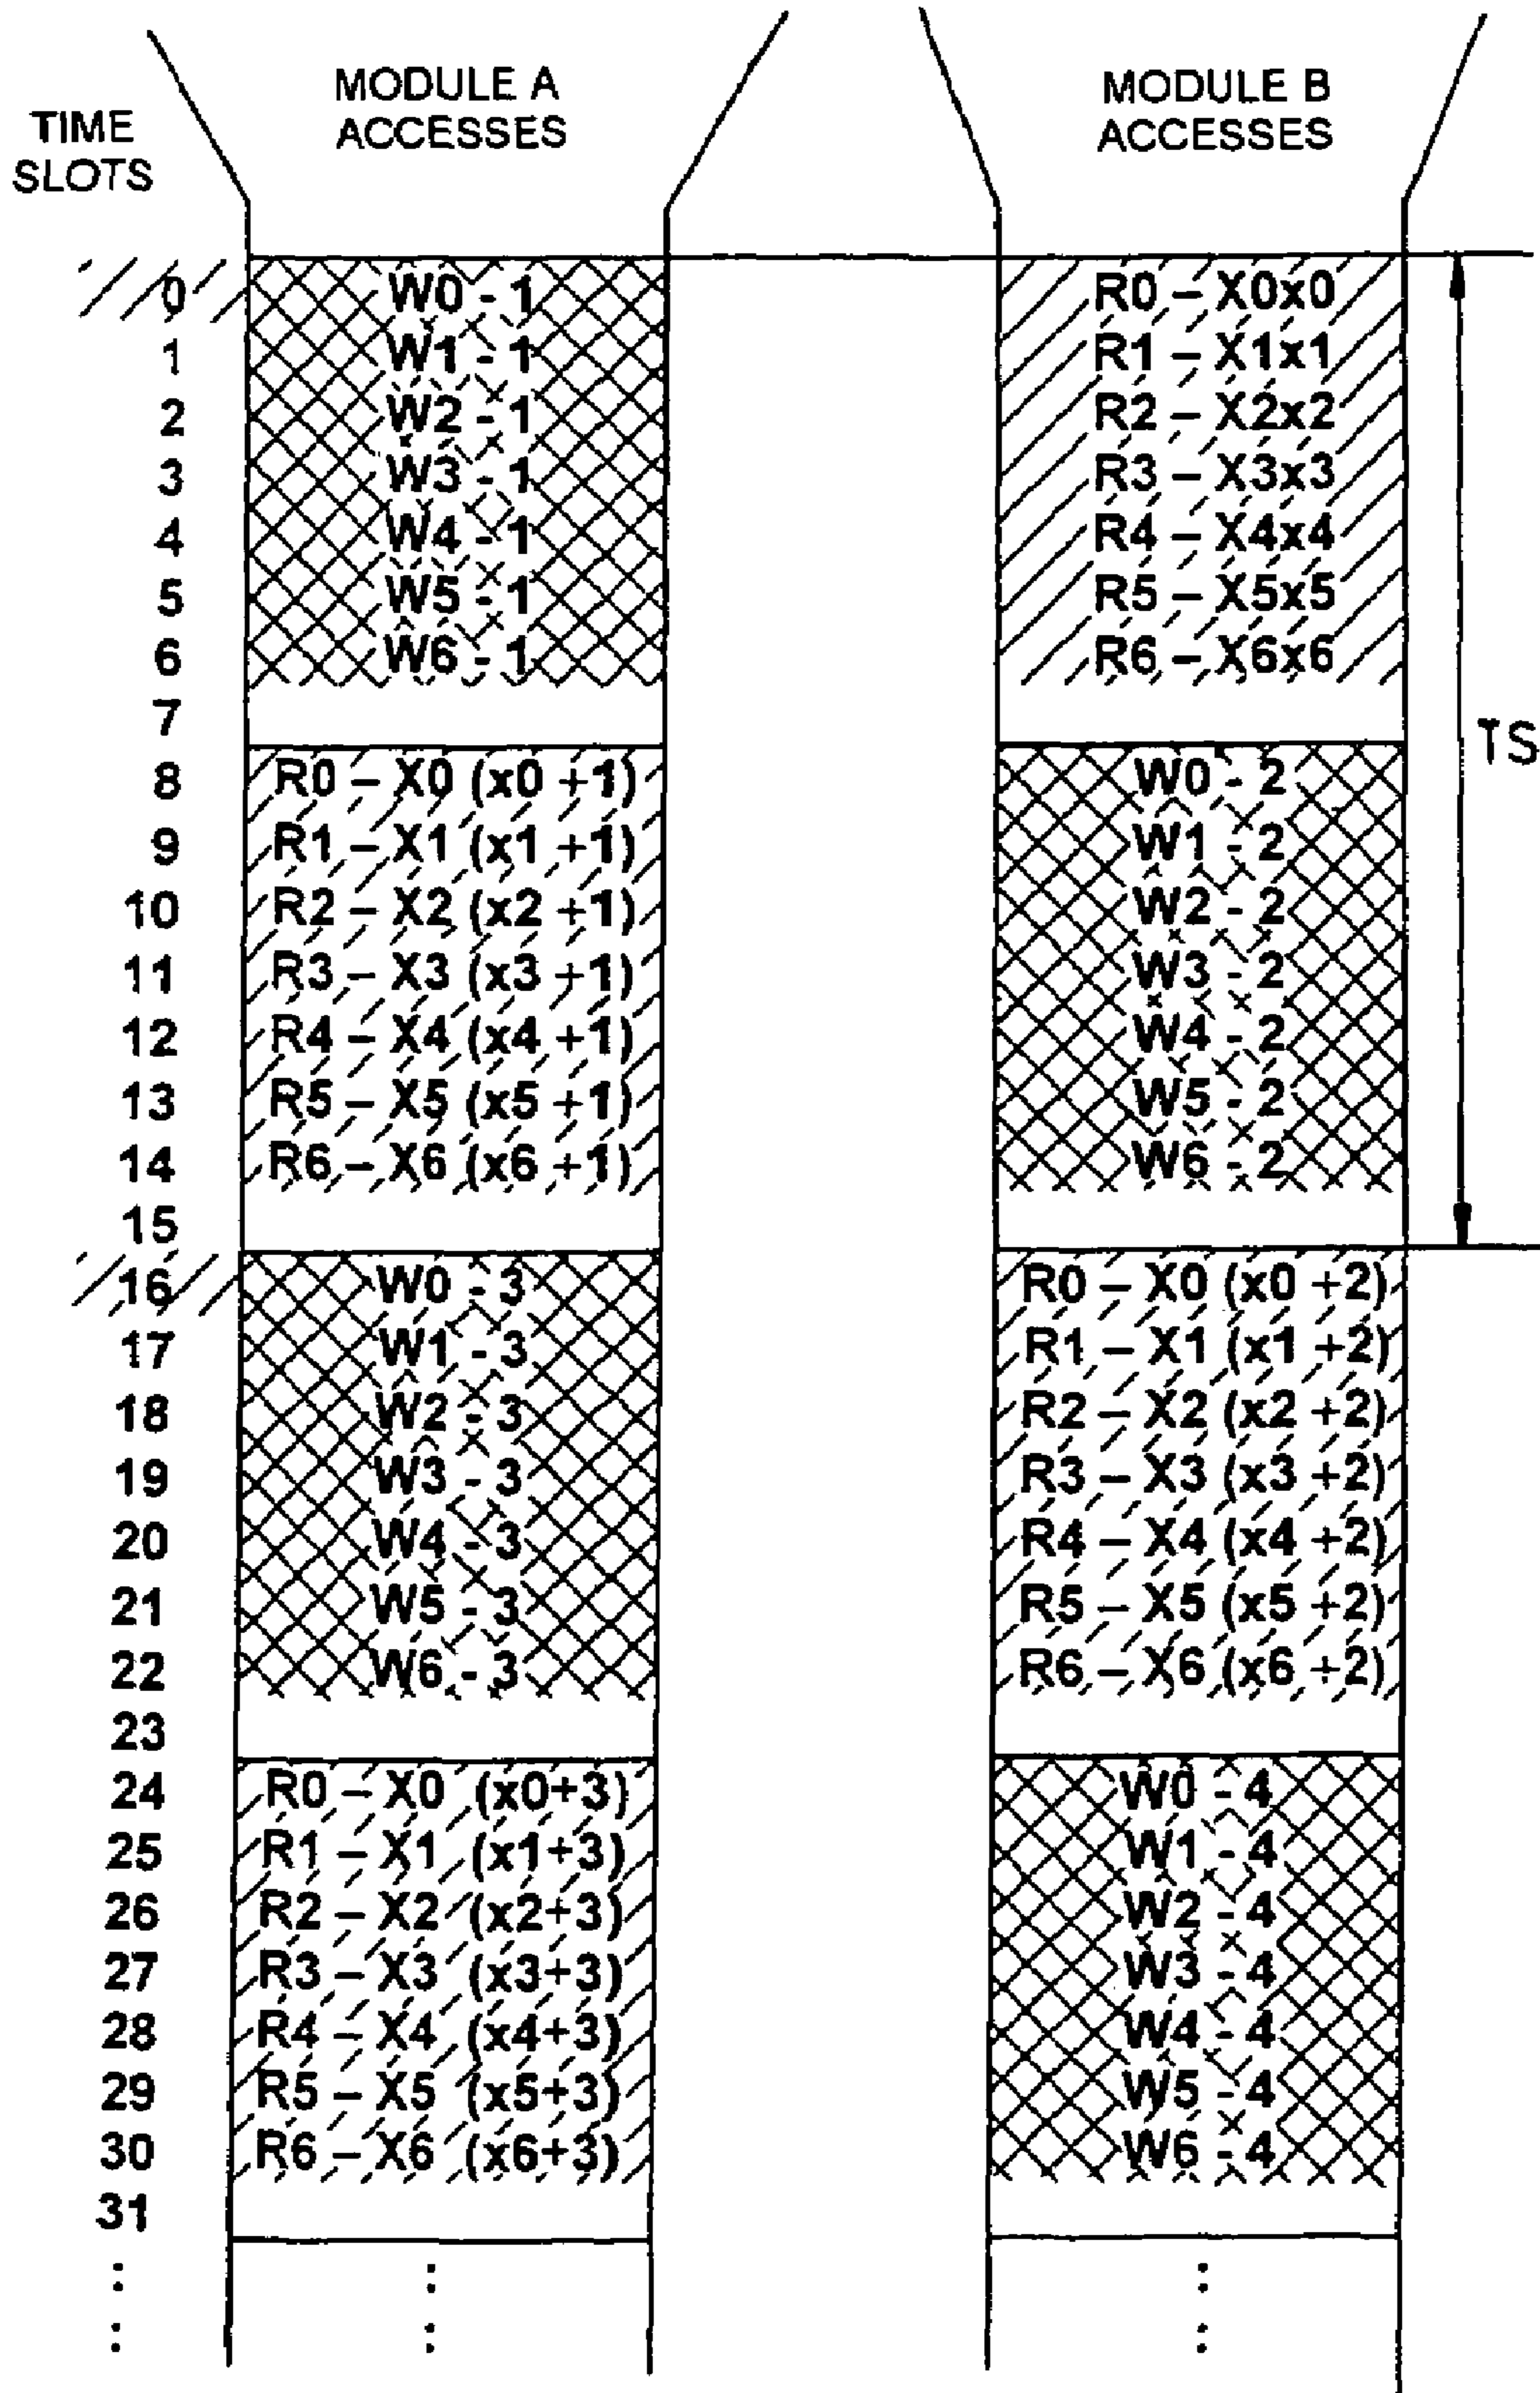 TIME SLOTS MODULE A ACCESSES MODULE B ACCESSES
0 W0 - 1 R0 – X0x0
1 W1 - 1 R1 – X1x1
2 W2 - 1 R2 – X2x2
3 W3 - 1 R3 – X3x3
4 W4 - 1 R4 – X4x4
5 W5 - 1 R5 – X5x5
6 W6 - 1 R6 – X6x6
7 TS
8 R0 – X0 (x0 +1) W0 - 2
9 R1 – X1 (x1 +1) W1 - 2
10 R2 – X2 (x2 +1) W2 - 2
11 R3 – X3 (x3 +1) W3 - 2
12 R4 – X4 (x4 +1) W4 - 2
13 R5 – X5 (x5 +1) W5 - 2
14 R6 – X6 (x6 +1) W6 - 2
15
16 W0 - 3 R0 – X0 (x0 +2)
17 W1 - 3 R1 – X1 (x1 +2)
18 W2 - 3 R2 – X2 (x2 +2)
19 W3 - 3 R3 – X3 (x3 +2)
20 W4 - 3 R4 – X4 (x4 +2)
21 W5 - 3 R5 – X5 (x5 +2)
22 W6 - 3 R6 – X6 (x6 +2)
23
24 R0 – X0 (x0+3) W0 - 4
25 R1 – X1 (x1+3) W1 - 4
26 R2 – X2 (x2+3) W2 - 4
27 R3 – X3 (x3+3) W3 - 4
28 R4 – X4 (x4+3) W4 - 4
29 R5 – X5 (x5+3) W5 - 4
30 R6 – X6 (x6+3) W6 - 4
31